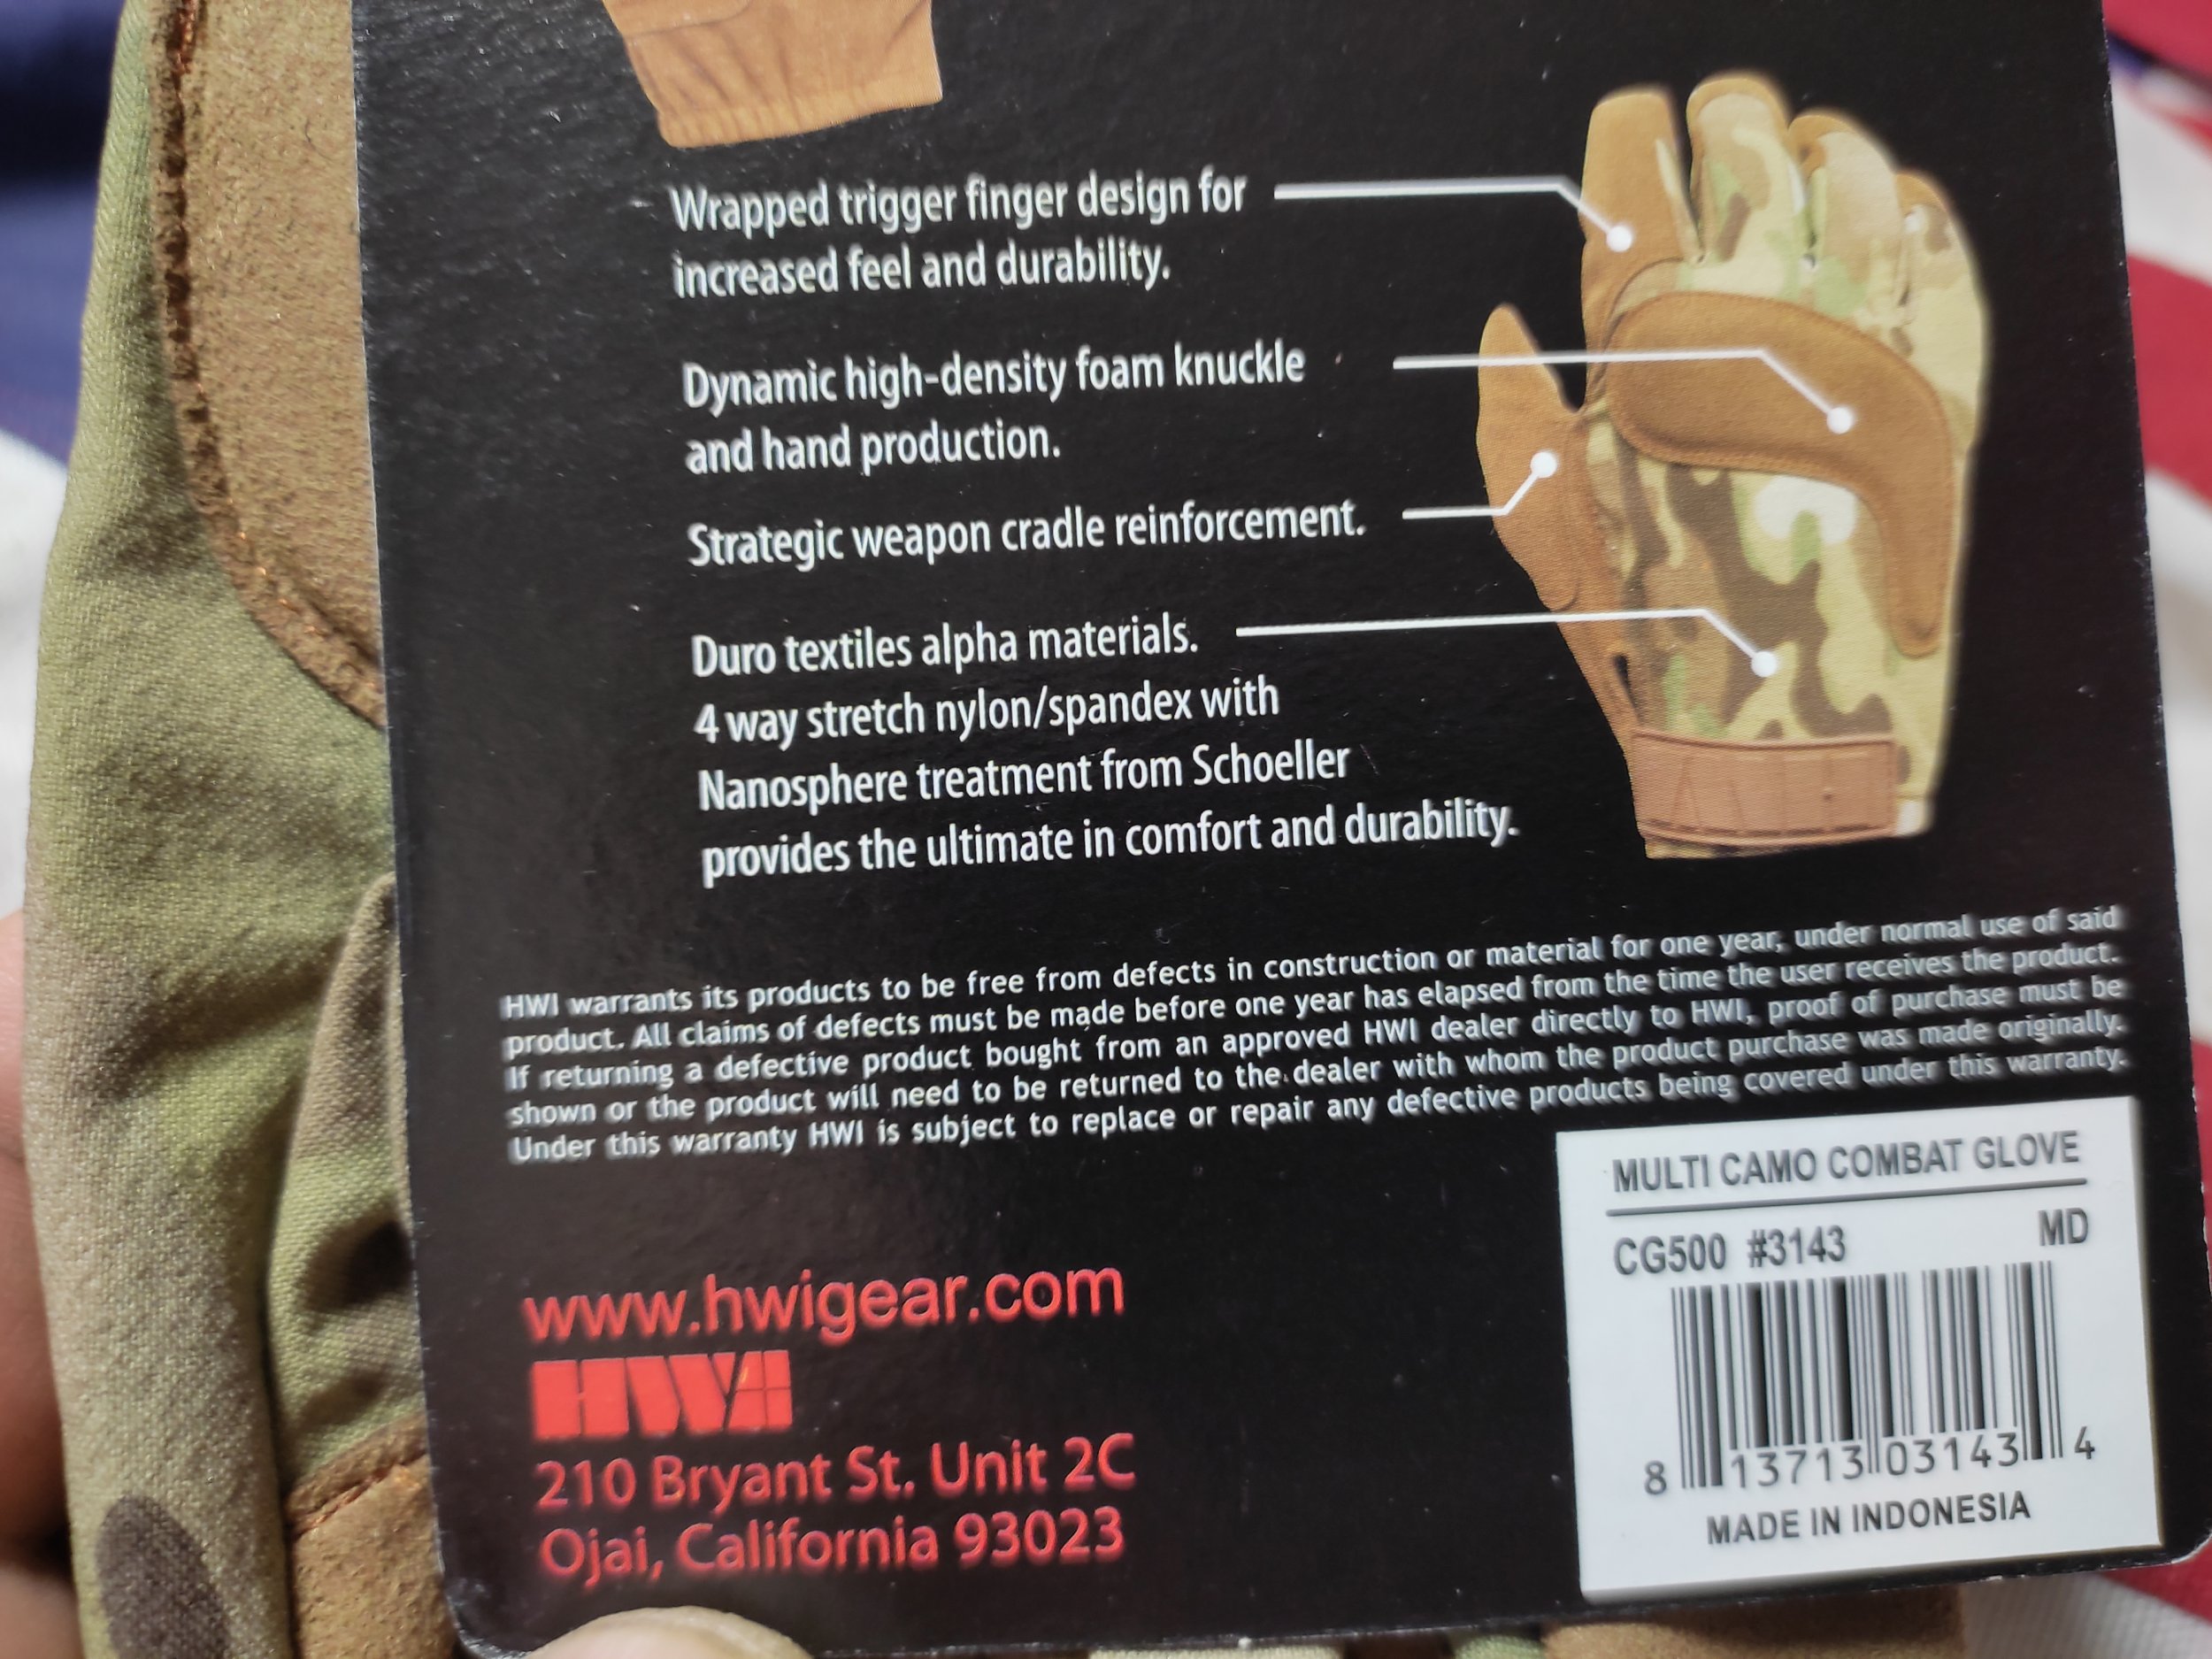 Wrapped trigger finger design for
increased feel and durability.
Dynamic high-density foam knuckle
and hand production.
Strategic weapon cradle reinforcement.
Duro textiles alpha materials.
4 way stretch nylon/spandex with
Nanosphere treatment from Schoeller
provides the ultimate in comfort and durability.
HWI warrants its products to be free from defects in construction or material for one year, under normal use of said
product. All claims of defects must be made before one year has elapsed from the time the user receives the product.
If returning a defective product bought from an approved HWI dealer directly to HWI, proof of purchase must be
shown or the product will need to be returned to the dealer with whom the product purchase was made originally.
Under this warranty HWI is subject to replace or repair any defective products being covered under this warranty.
www.hwigear.com
HWI
210 Bryant St. Unit 2C
Ojai, California 93023
MULTI CAMO COMBAT GLOVE
CG500 #3143 MD
8 13713 03143 4
MADE IN INDONESIA